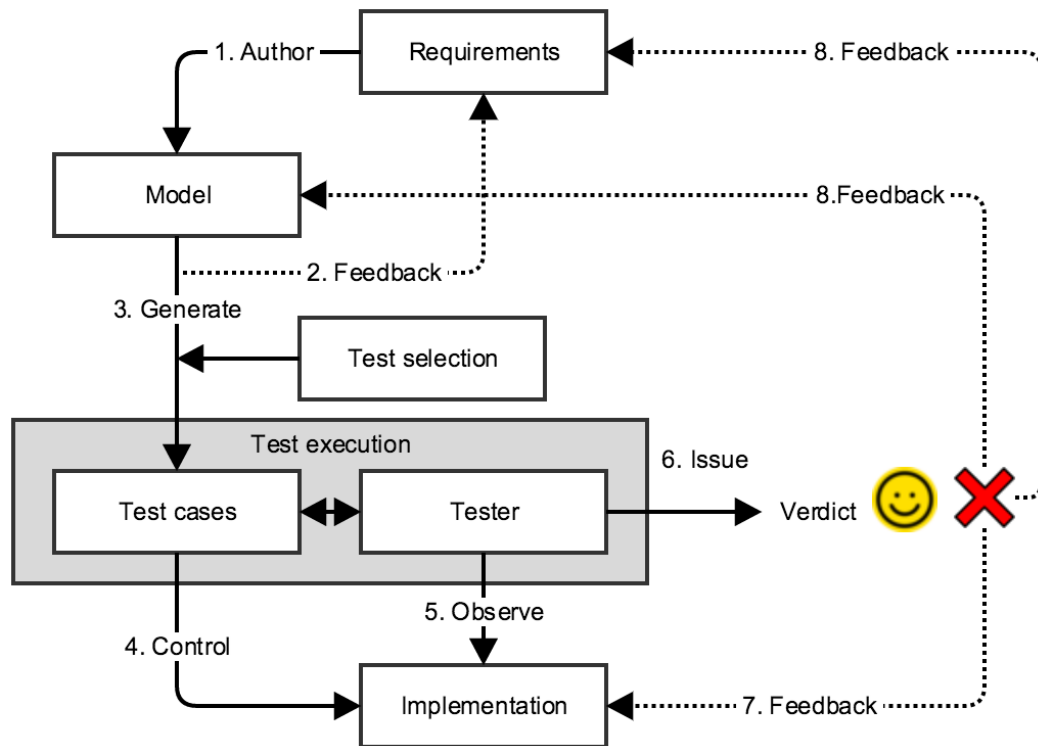 1. Author
Requirements
8. Feedback
Model
8.Feedback
2. Feedback
3. Generate
Test selection
Test execution
6. Issue
Test cases
Tester
Verdict
5. Observe
4. Control
Implementation
7. Feedback